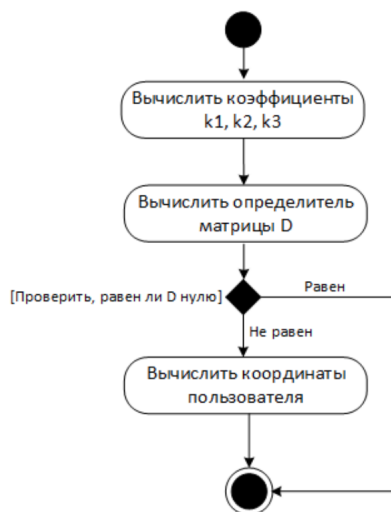 Вычислить коэффициенты
k1, k2, k3
Вычислить определитель
матрицы D
[Проверить, равен ли D нулю]
Равен
Не равен
Вычислить координаты
пользователя